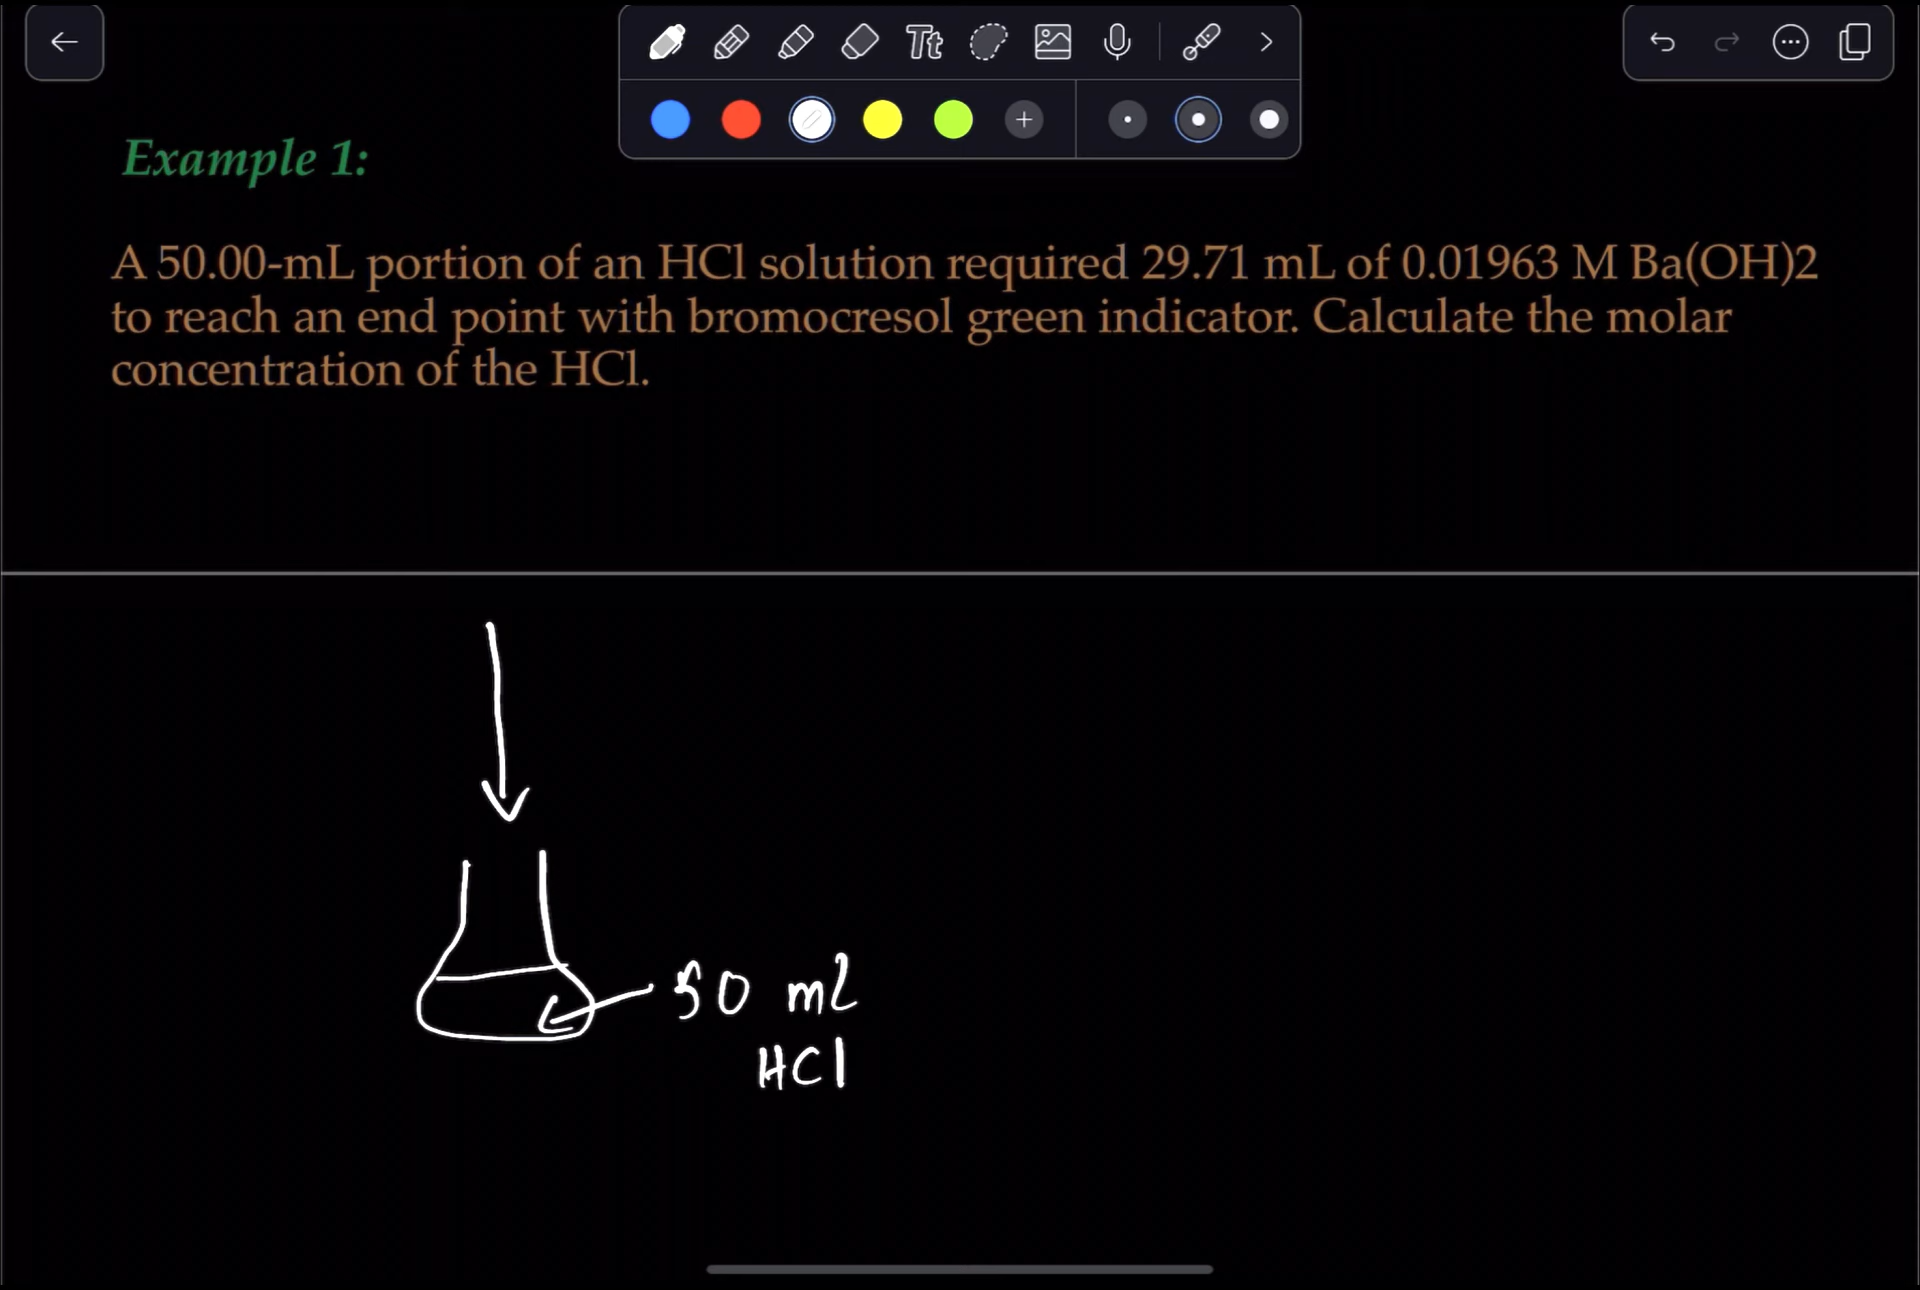 Tt
Example 1:
A 50.00-mL portion of an HCl solution required 29.71 mL of 0.01963 M Ba(OH)2
to reach an end point with bromocresol green indicator. Calculate the molar
concentration of the HCl.
50 ml
HCl